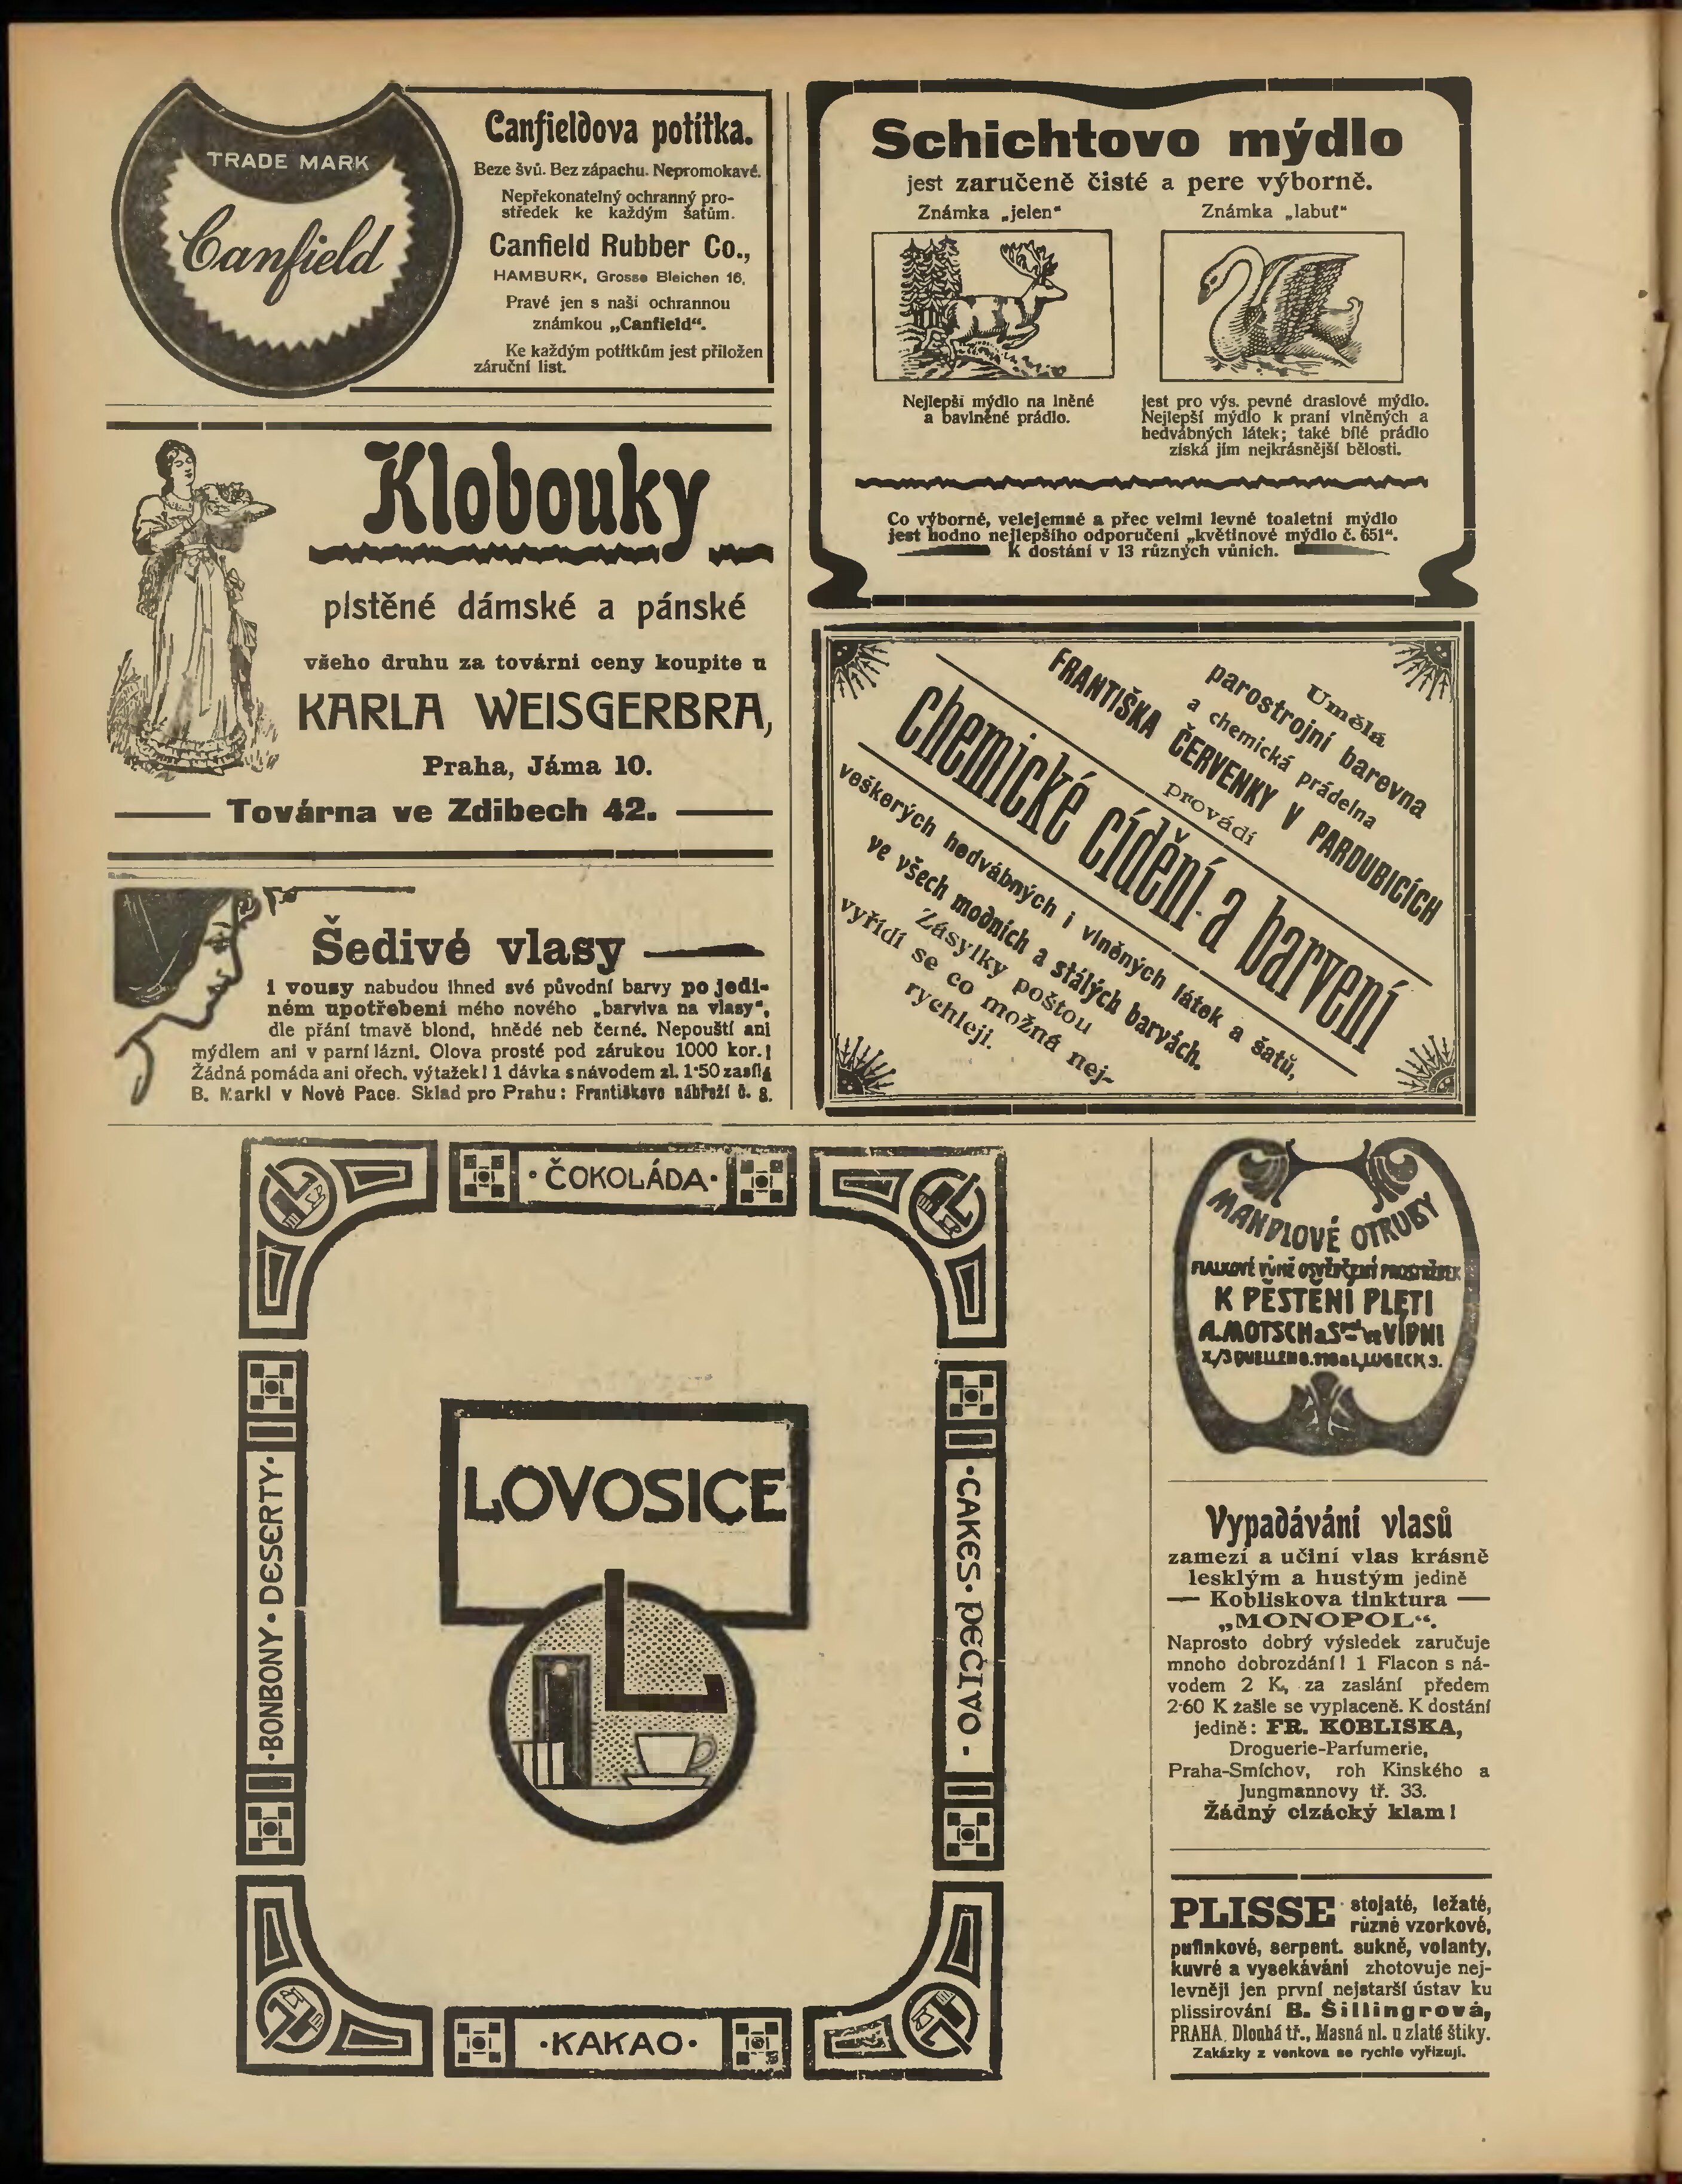 TRADE MARK
Canfield
Canfieldova potítka.
Beze švů. Bez zápachu. Nepromokavé.
Nepřekonatelný ochranný pro-
středek ke každým šatům.
Canfield Rubber Co.,
HAMBURK, Grosse Bleichen 16,
Pravé jen s naší ochrannou
známkou „Canfield“.
Ke každým potítkům jest přiložen
záruční list.
Klobouky
plstěné dámské a pánské
všeho druhu za tovární ceny koupíte u
KARLA WEISGERBRA,
Praha, Jáma 10.
Továrna ve Zdibech 42.
Šedivé vlasy
i vousy nabudou ihned své původní barvy po jedi-
ném upotřebení mého nového „barviva na vlasy“,
dle přání tmavě blond, hnědé neb černé. Nepouští ani
mýdlem ani v parní lázni. Olova prosté pod zárukou 1000 kor.!
Žádná pomáda ani ořech. výtažek! 1 dávka s návodem zl. 1·50 zasílá
B. Markl v Nové Pace. Sklad pro Prahu: Františkovo nábřeží č. 8.
Schichtovo mýdlo
jest zaručeně čisté a pere výborně.
Známka „jelen“
Známka „labuť“
Nejlepší mýdlo na lněné
a bavlněné prádlo.
jest pro výs. pevné draslové mýdlo.
Nejlepší mýdlo k praní vlněných a
hedvábných látek; také bílé prádlo
získá jím nejkrásnější bělosti.
Co výborné, velejemné a přec velmi levné toaletní mýdlo
jest hodno nejlepšího odporučení „květinové mýdlo č. 651“.
K dostání v 13 různých vůních.
Umělá
parostrojní barevna
a chemická prádelna
FRANTIŠKA ČERVENKY V PARDUBICÍCH
provádí
chemické cídění a barvení
veškerých hedvábných i vlněných látek a šatů,
ve všech modních a stálých barvách.
Zásylky poštou
vyřídí se co možná nej-
rychleji.
·ČOKOLÁDA·
·BONBONY·DESERTY·
LOVOSICE
L
·CAKES·PEČIVO·
·KAKAO·
MANDLOVÉ OTRUBY
FIALKOVÉ VŮNĚ OSVĚDČENÝ PROSTŘEDEK
K PĚSTĚNÍ PLETI
A. MOTSCH a Spol. ve VÍDNI
Vypadávání vlasů
zamezí a učiní vlas krásně
lesklým a hustým jedině
Kobliskova tinktura
„MONOPOL“.
Naprosto dobrý výsledek zaručuje
mnoho dobrozdání! 1 Flacon s ná-
vodem 2 K, za zaslání předem
2·60 K zašle se vyplaceně. K dostání
jedině: FR. KOBLISKA,
Droguerie-Parfumerie,
Praha-Smíchov, roh Kinského a
Jungmannovy tř. 33.
Žádný cizácký klam!
PLISSE stojaté, ležaté,
různé vzorkové,
pufinkové, serpent. sukně, volanty,
kuvré a vysekávání zhotovuje nej-
levněji jen první nejstarší ústav ku
plissirování B. Šillingrová,
PRAHA, Dlouhá tř., Masná ul. u zlaté štiky.
Zakázky z venkova se rychle vyřizují.